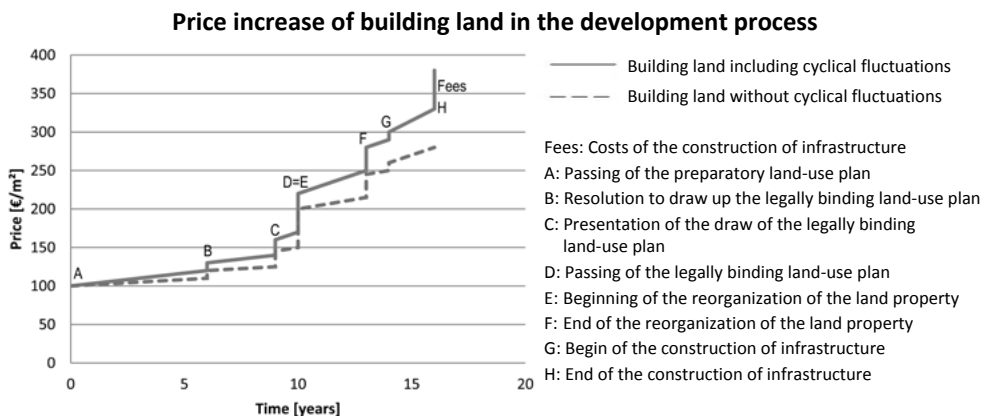 Price increase of building land in the development process
400
350
300
250
200
150
100
50
0
Price [€/m²]
A
B
C
D=E
F
G
Fees
H
0
5
10
15
20
Time [years]
Building land including cyclical fluctuations
Building land without cyclical fluctuations
Fees: Costs of the construction of infrastructure
A: Passing of the preparatory land-use plan
B: Resolution to draw up the legally binding land-use plan
C: Presentation of the draw of the legally binding
land-use plan
D: Passing of the legally binding land-use plan
E: Beginning of the reorganization of the land property
F: End of the reorganization of the land property
G: Begin of the construction of infrastructure
H: End of the construction of infrastructure